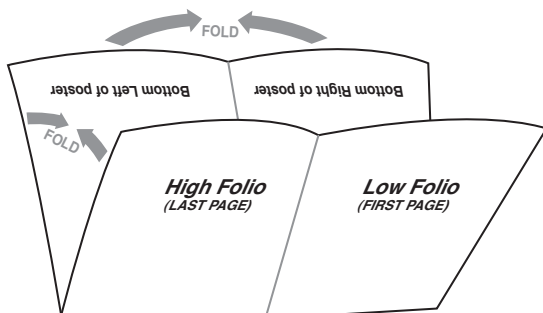 FOLD
Bottom Left of poster
Bottom Right of poster
FOLD
High Folio
(LAST PAGE)
Low Folio
(FIRST PAGE)